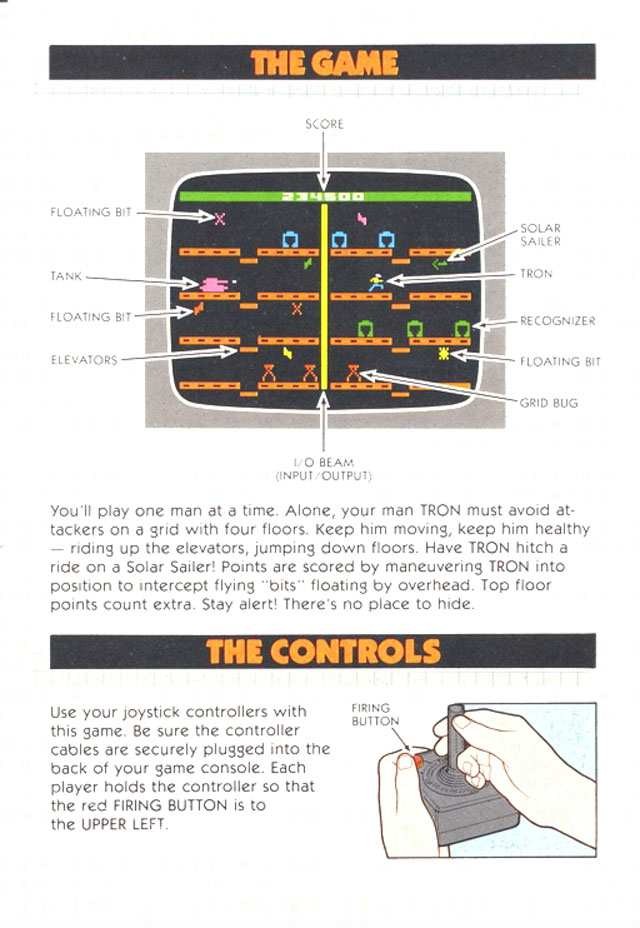 THE GAME
SCORE
234500
FLOATING BIT
SOLAR
SAILER
TANK
TRON
FLOATING BIT
RECOGNIZER
ELEVATORS
FLOATING BIT
GRID BUG
I/O BEAM
(INPUT/OUTPUT)
You'll play one man at a time. Alone, your man TRON must avoid at-
tackers on a grid with four floors. Keep him moving, keep him healthy
— riding up the elevators, jumping down floors. Have TRON hitch a
ride on a Solar Sailer! Points are scored by maneuvering TRON into
position to intercept flying "bits" floating by overhead. Top floor
points count extra. Stay alert! There's no place to hide.
THE CONTROLS
Use your joystick controllers with
this game. Be sure the controller
cables are securely plugged into the
back of your game console. Each
player holds the controller so that
the red FIRING BUTTON is to
the UPPER LEFT.
FIRING
BUTTON